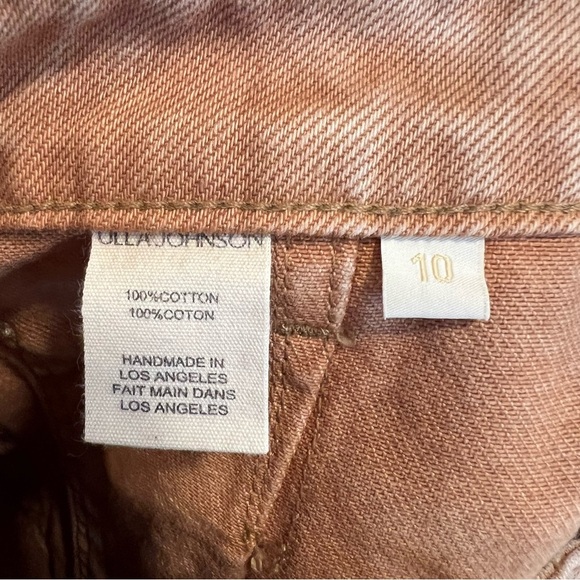 ULLA JOHNSON
10
100%COTTON
100%COTON
HANDMADE IN
LOS ANGELES
FAIT MAIN DANS
LOS ANGELES